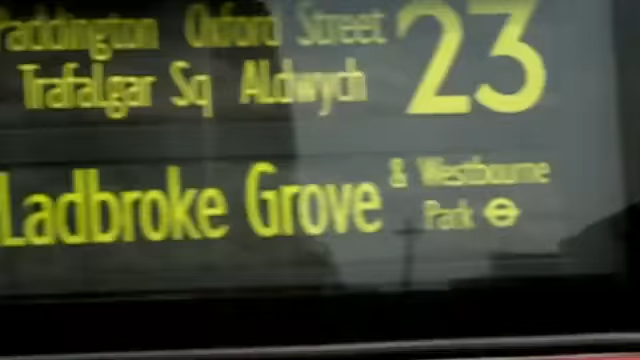 Paddington Oxford Street 23
Trafalgar Sq Aldwych
Ladbroke Grove & Westbourne
Park